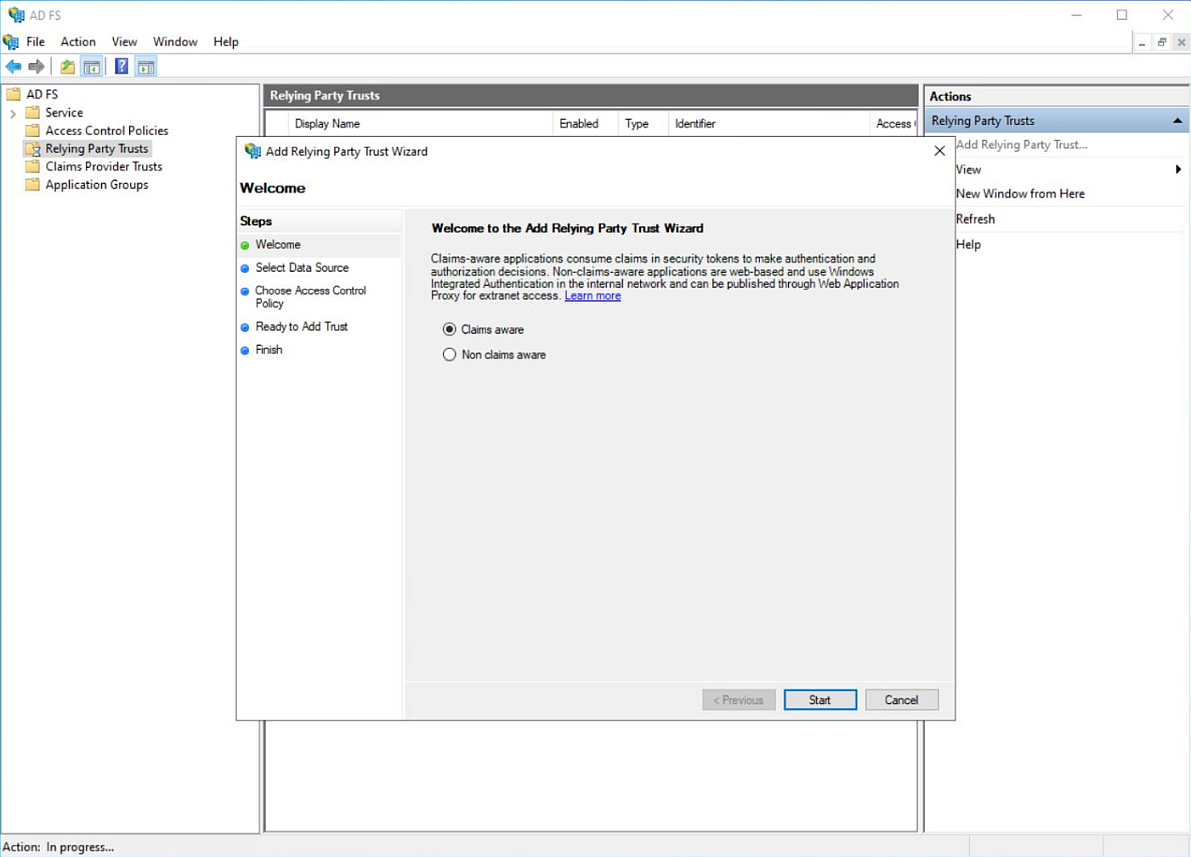 AD FS
File Action View Window Help
AD FS
Service
Access Control Policies
Relying Party Trusts
Claims Provider Trusts
Application Groups
Relying Party Trusts
Display Name Enabled Type Identifier Access
Actions
Relying Party Trusts
Add Relying Party Trust...
View
New Window from Here
Refresh
Help
Add Relying Party Trust Wizard
Welcome
Steps
Welcome
Select Data Source
Choose Access Control
Policy
Ready to Add Trust
Finish
Welcome to the Add Relying Party Trust Wizard
Claims-aware applications consume claims in security tokens to make authentication and
authorization decisions. Non-claims-aware applications are web-based and use Windows
Integrated Authentication in the internal network and can be published through Web Application
Proxy for extranet access. Learn more
Claims aware
Non claims aware
< Previous Start Cancel
Action: In progress...